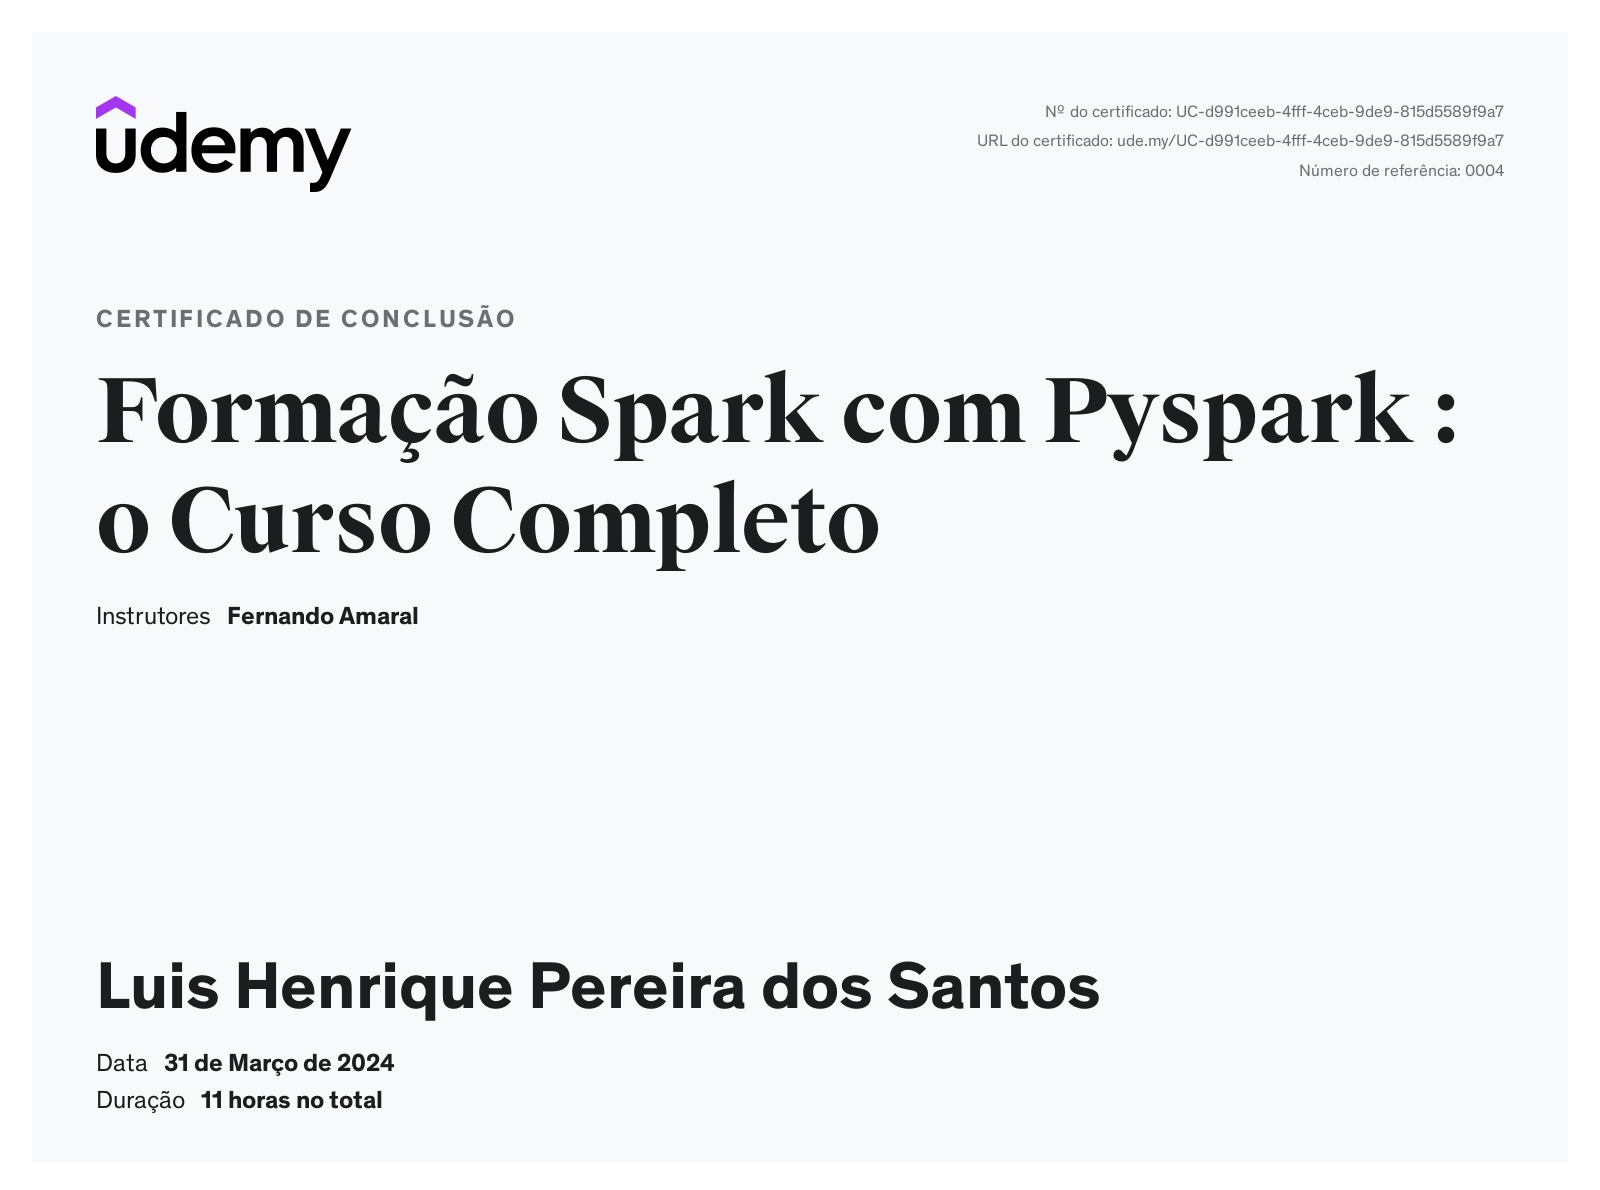 udemy
Nº do certificado: UC-d991ceeb-4fff-4ceb-9de9-815d5589f9a7
URL do certificado: ude.my/UC-d991ceeb-4fff-4ceb-9de9-815d5589f9a7
Número de referência: 0004
CERTIFICADO DE CONCLUSÃO
Formação Spark com Pyspark :
o Curso Completo
Instrutores Fernando Amaral
Luis Henrique Pereira dos Santos
Data 31 de Março de 2024
Duração 11 horas no total